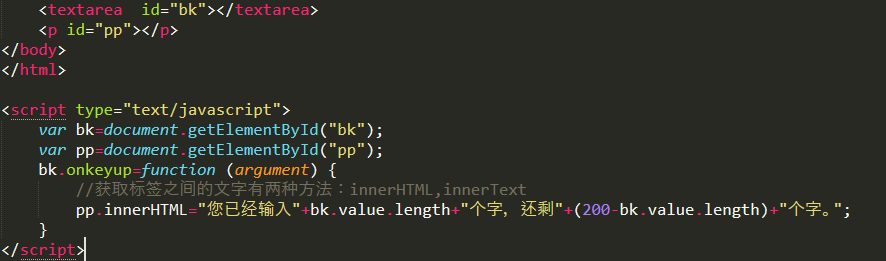 <textarea  id="bk"></textarea>
<p id="pp"></p>
</body>
</html>
<script type="text/javascript">
var bk=document.getElementById("bk");
var pp=document.getElementById("pp");
bk.onkeyup=function (argument) {
//获取标签之间的文字有两种方法：innerHTML,innerText
pp.innerHTML="您已经输入"+bk.value.length+"个字，还剩"+(200-bk.value.length)+"个字。";
}
</script>